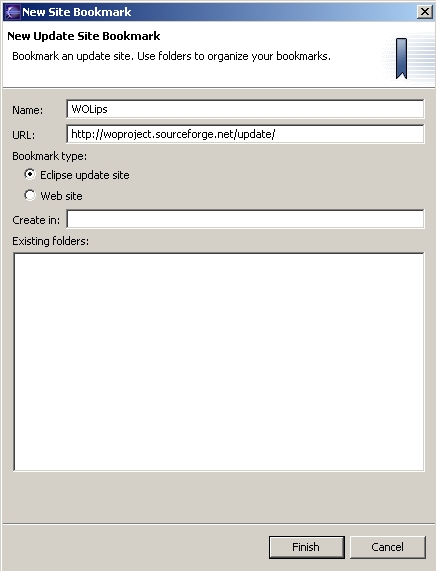 New Site Bookmark
New Update Site Bookmark
Bookmark an update site. Use folders to organize your bookmarks.
Name: WOLips
URL: http://woproject.sourceforge.net/update/
Bookmark type:
Eclipse update site
Web site
Create in:
Existing folders:
Finish Cancel